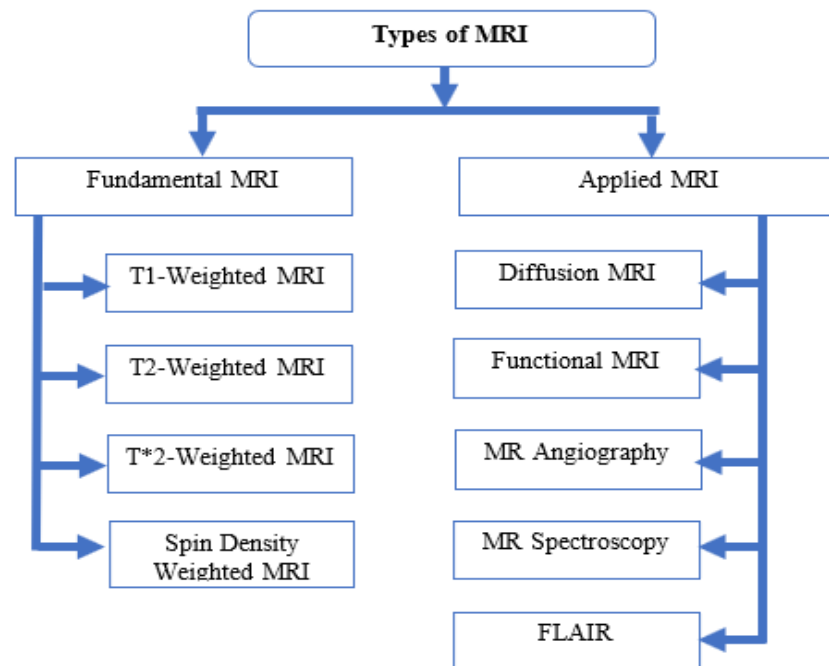 Types of MRI
Fundamental MRI
Applied MRI
T1-Weighted MRI
T2-Weighted MRI
T*2-Weighted MRI
Spin Density
Weighted MRI
Diffusion MRI
Functional MRI
MR Angiography
MR Spectroscopy
FLAIR